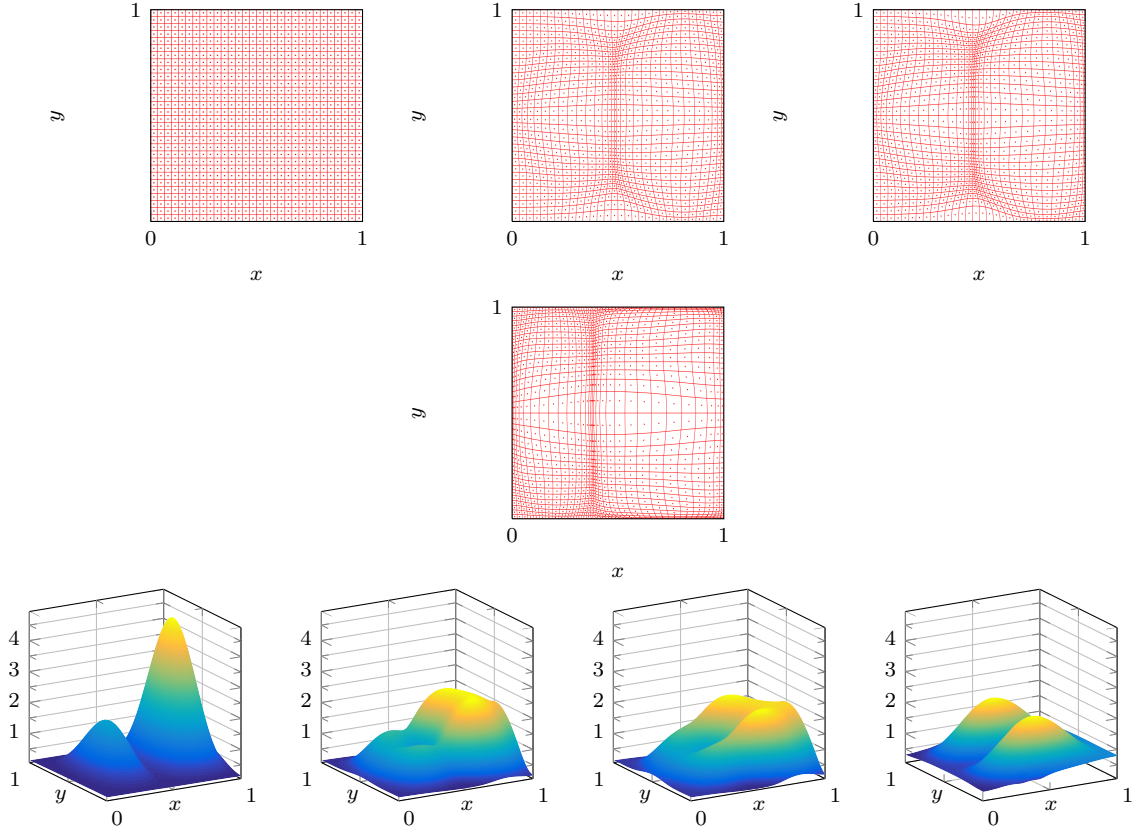 1 1 1
y y y
0 1 0 1 0 1
x x x
1
y
0 1
x
4 4 4 4
3 3 3 3
2 2 2 2
1 1 1 1
1 y x 1 1 y x 1 1 y x 1 1 y x 1
0 0 0 0